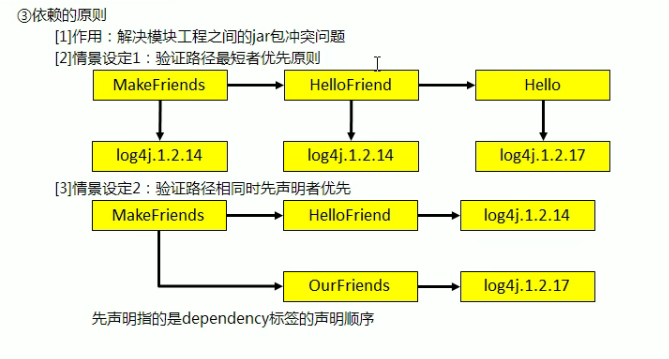 ③依赖的原则
[1]作用：解决模块工程之间的jar包冲突问题
[2]情景设定1：验证路径最短者优先原则
MakeFriends HelloFriend Hello
log4j.1.2.14 log4j.1.2.14 log4j.1.2.17
[3]情景设定2：验证路径相同时先声明者优先
MakeFriends HelloFriend log4j.1.2.14
OurFriends log4j.1.2.17
先声明指的是dependency标签的声明顺序